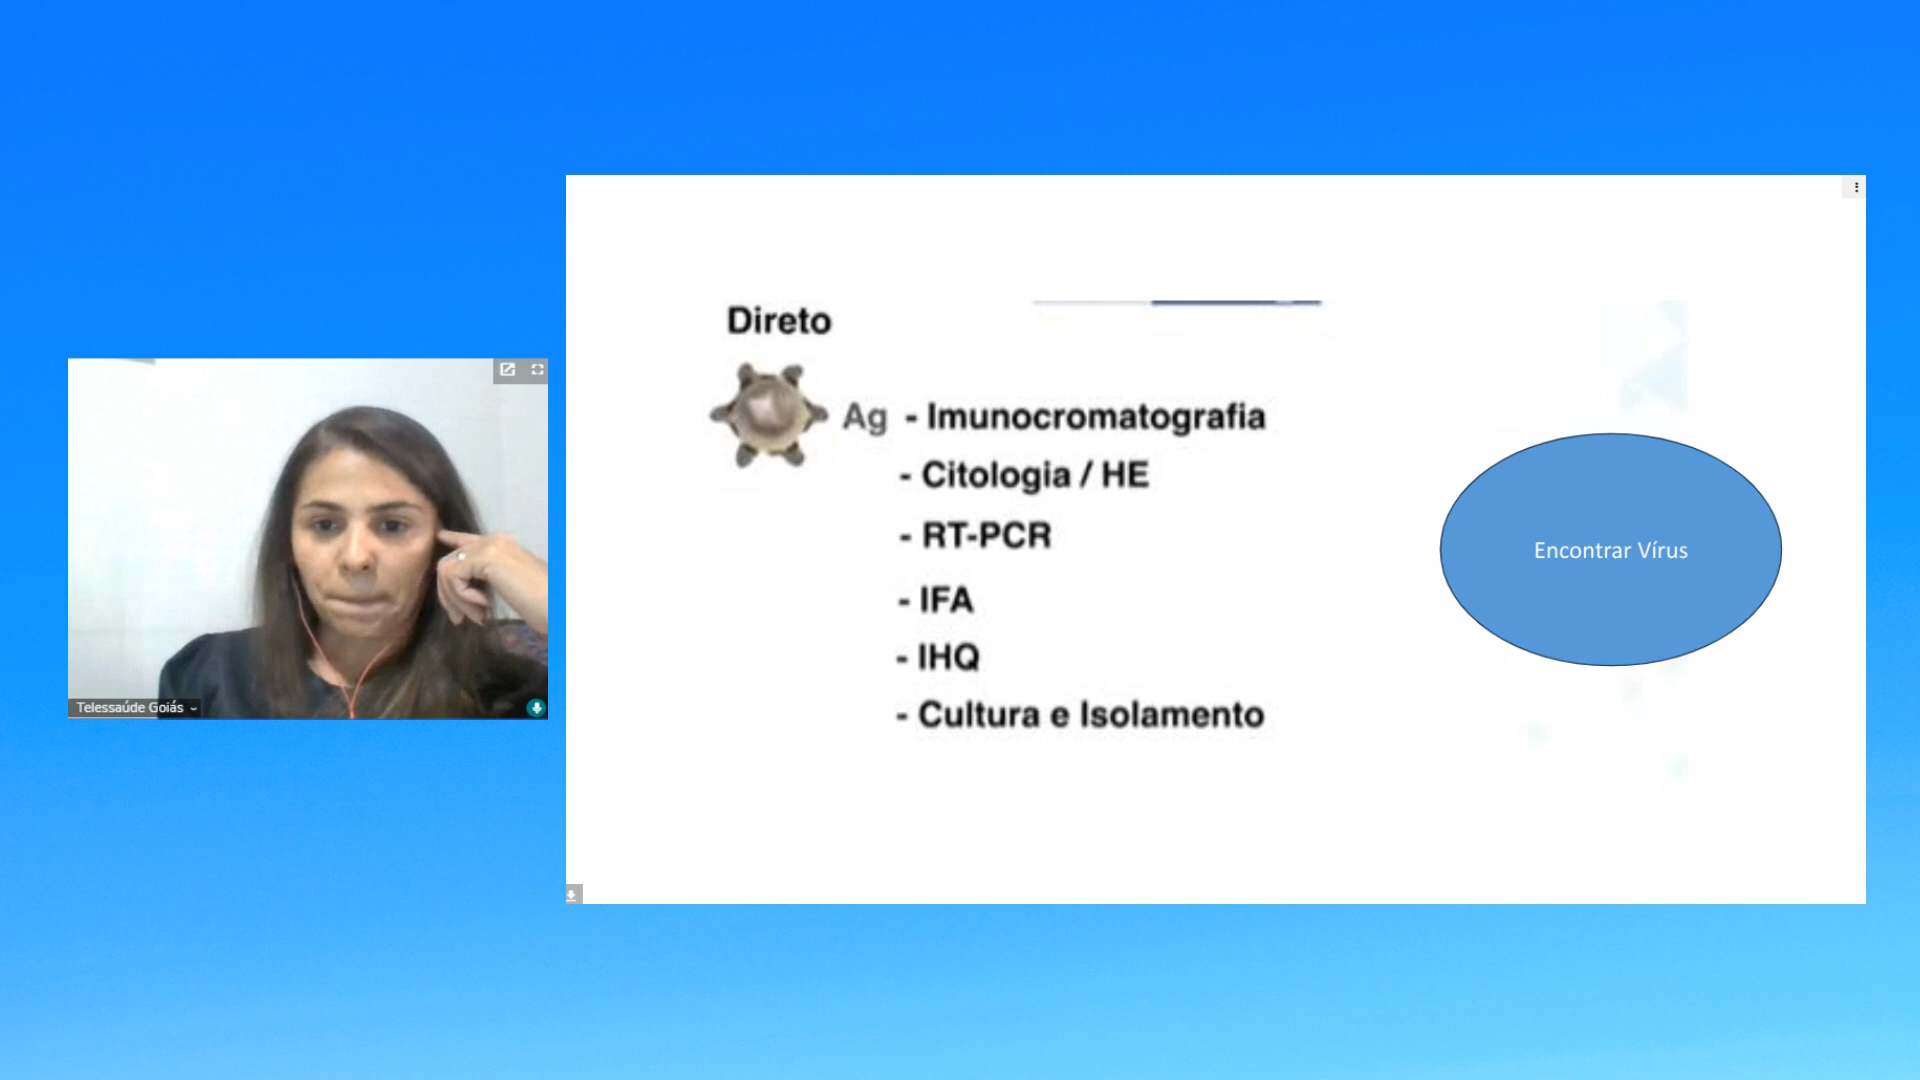 Direto
Ag - Imunocromatografia
- Citologia / HE
- RT-PCR
- IFA
- IHQ
- Cultura e Isolamento
Encontrar Vírus
Telessaúde Goiás